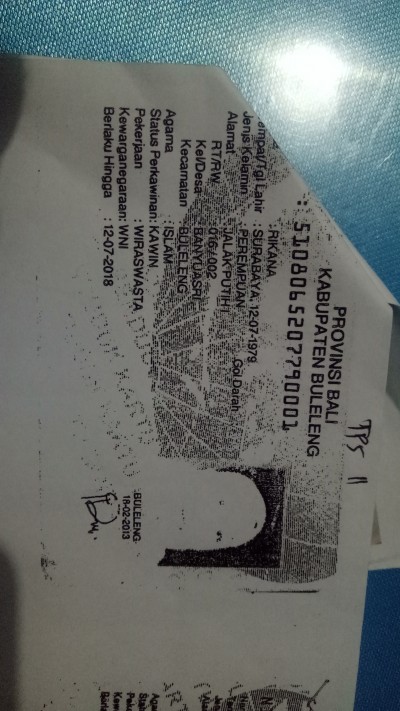 TPS 11
PROVINSI BALI
KABUPATEN BULELENG
: 5108065207790001
: RIKANA
empat/Tgl Lahir : SURABAYA, 12-07-1979
Jenis Kelamin : PEREMPUAN Gol.Darah
Alamat : JALAK PUTIH
RT/RW : 016 / 002
Kel/Desa : BANYUASRI
Kecamatan : BULELENG
Agama : ISLAM
Status Perkawinan: KAWIN
Pekerjaan : WIRASWASTA
Kewarganegaraan: WNI
Berlaku Hingga : 12-07-2018
BULELENG
18-02-2013